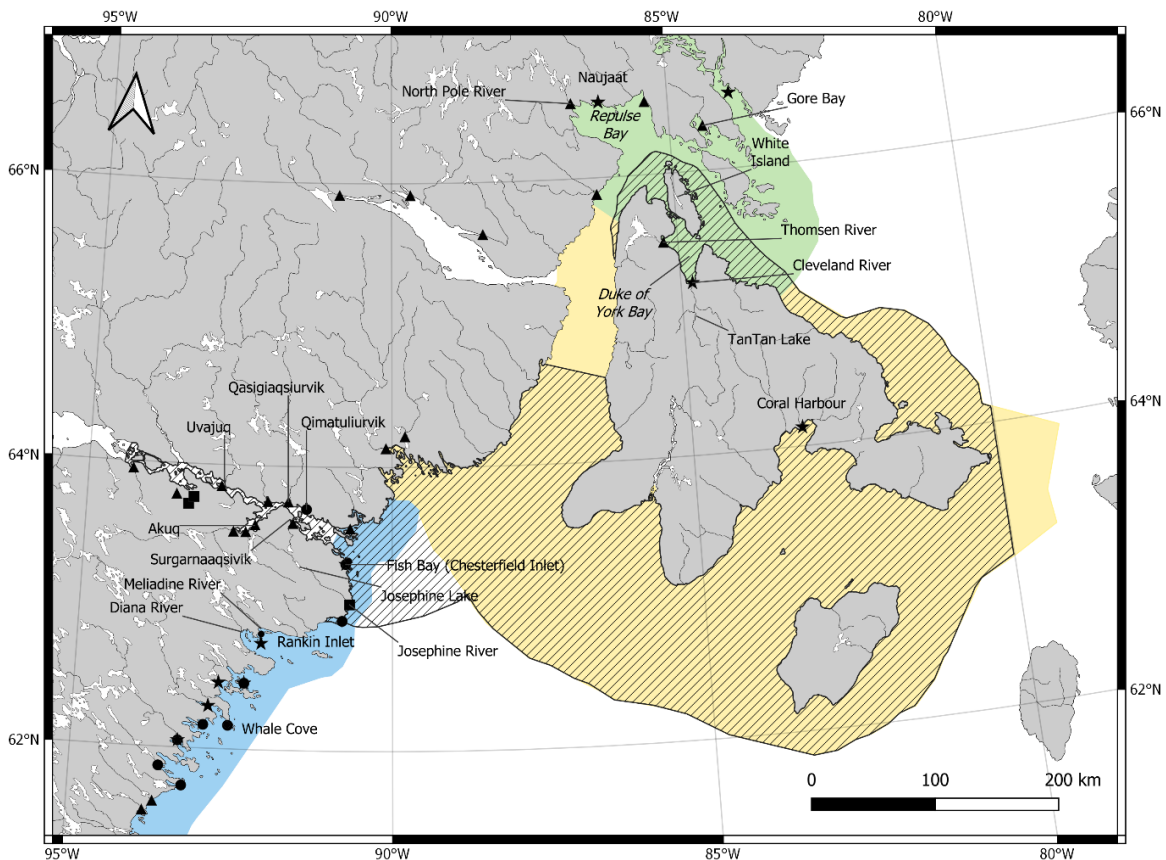 95°W
90°W
85°W
80°W
Naujaat
North Pole River
Gore Bay
Repulse
Bay
66°N
White
Island
66°N
Thomsen River
Cleveland River
Duke of
York Bay
TanTan Lake
Qasigiaqsiurvik
Coral Harbour
64°N
Uvajuq
Qimatuliurvik
64°N
Akuq
Surgarnaaqsivik
Fish Bay (Chesterfield Inlet)
Meliadine River
Josephine Lake
Diana River
Rankin Inlet
Josephine River
62°N
Whale Cove
62°N
0
100
200 km
95°W
90°W
85°W
80°W